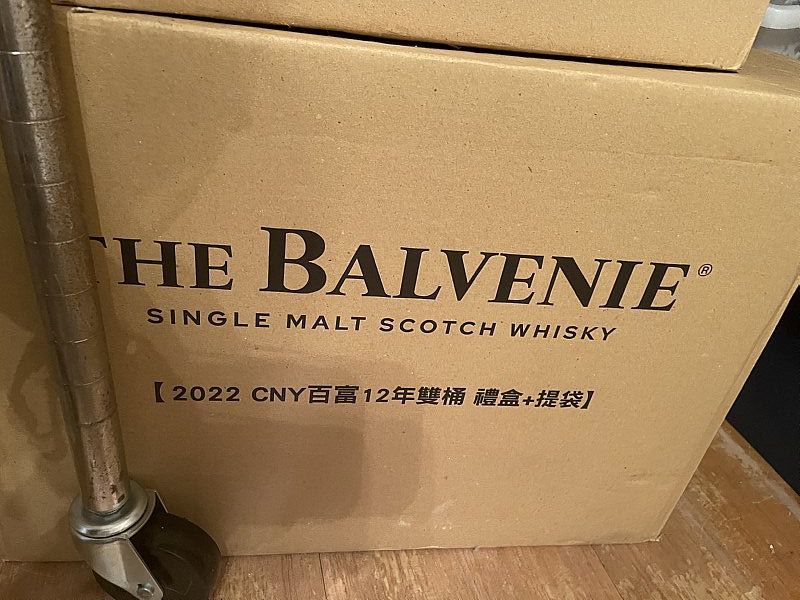 THE BALVENIE®
SINGLE MALT SCOTCH WHISKY
【2022 CNY百富12年雙桶 禮盒+提袋】